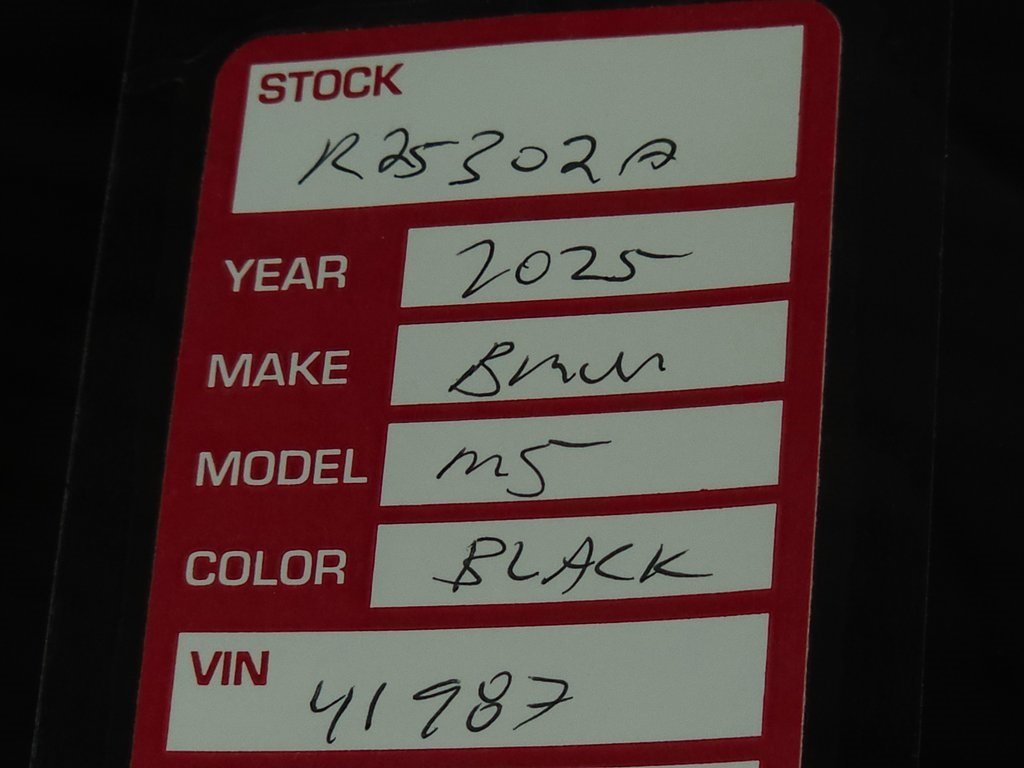 STOCK
R25302A
YEAR 2025
MAKE Bmw
MODEL m5
COLOR BLACK
VIN 41987